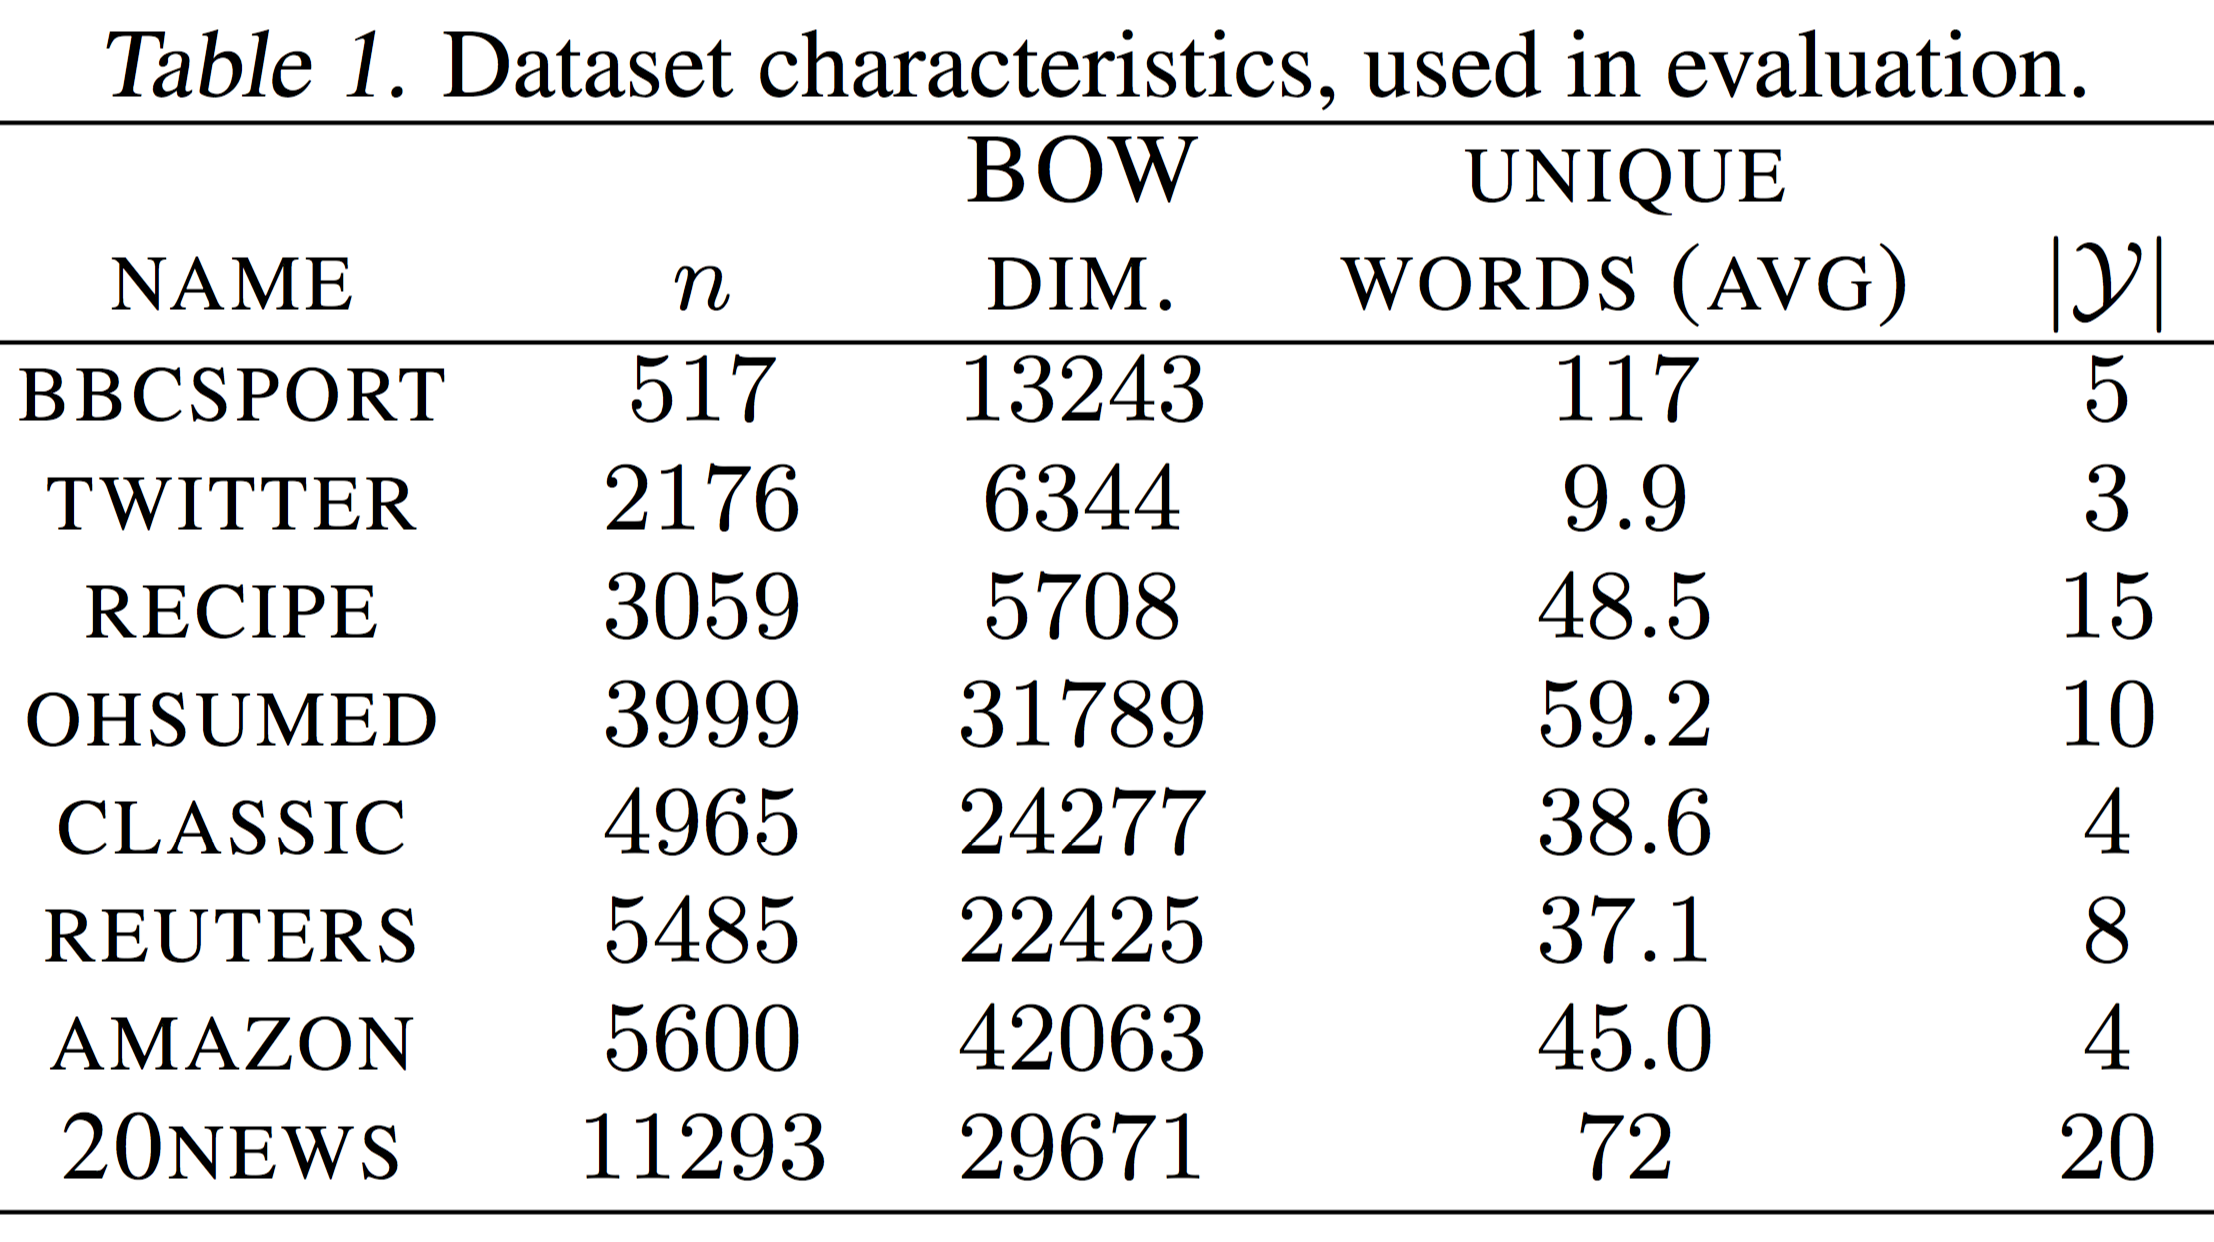 Table 1. Dataset characteristics, used in evaluation.
BOW UNIQUE
NAME n DIM. WORDS (AVG) |𝒴|
BBCSPORT 517 13243 117 5
TWITTER 2176 6344 9.9 3
RECIPE 3059 5708 48.5 15
OHSUMED 3999 31789 59.2 10
CLASSIC 4965 24277 38.6 4
REUTERS 5485 22425 37.1 8
AMAZON 5600 42063 45.0 4
20NEWS 11293 29671 72 20